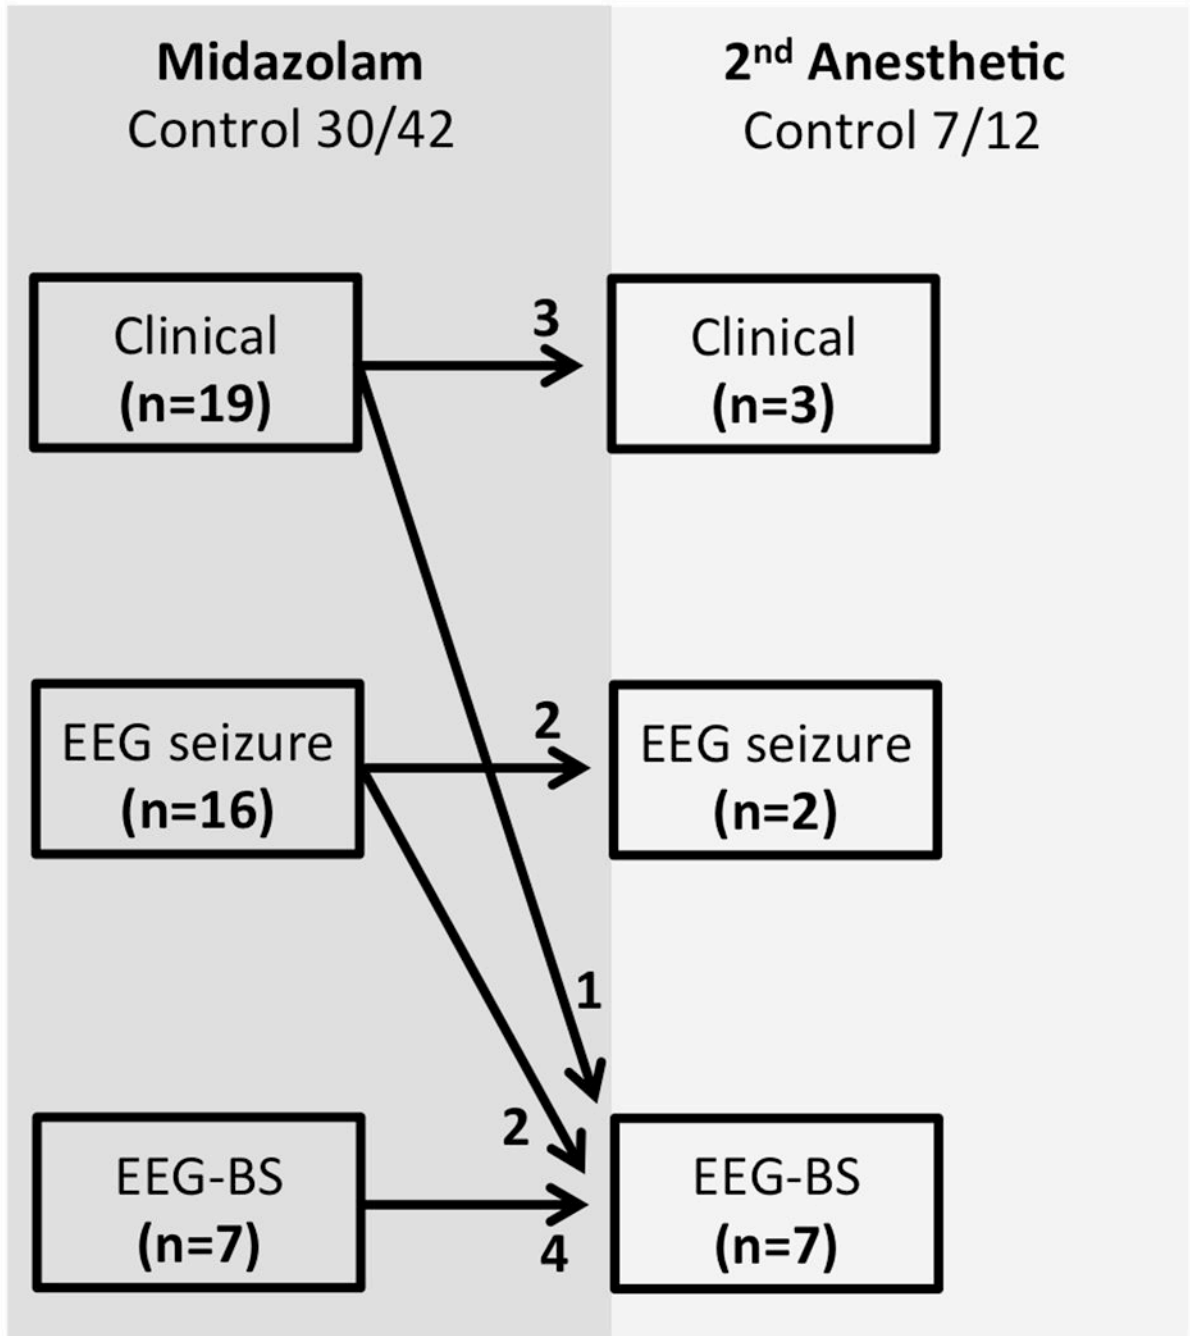 Midazolam
Control 30/42
2nd Anesthetic
Control 7/12
Clinical
(n=19)
3
Clinical
(n=3)
EEG seizure
(n=16)
2
EEG seizure
(n=2)
1
2
EEG-BS
(n=7)
4
EEG-BS
(n=7)